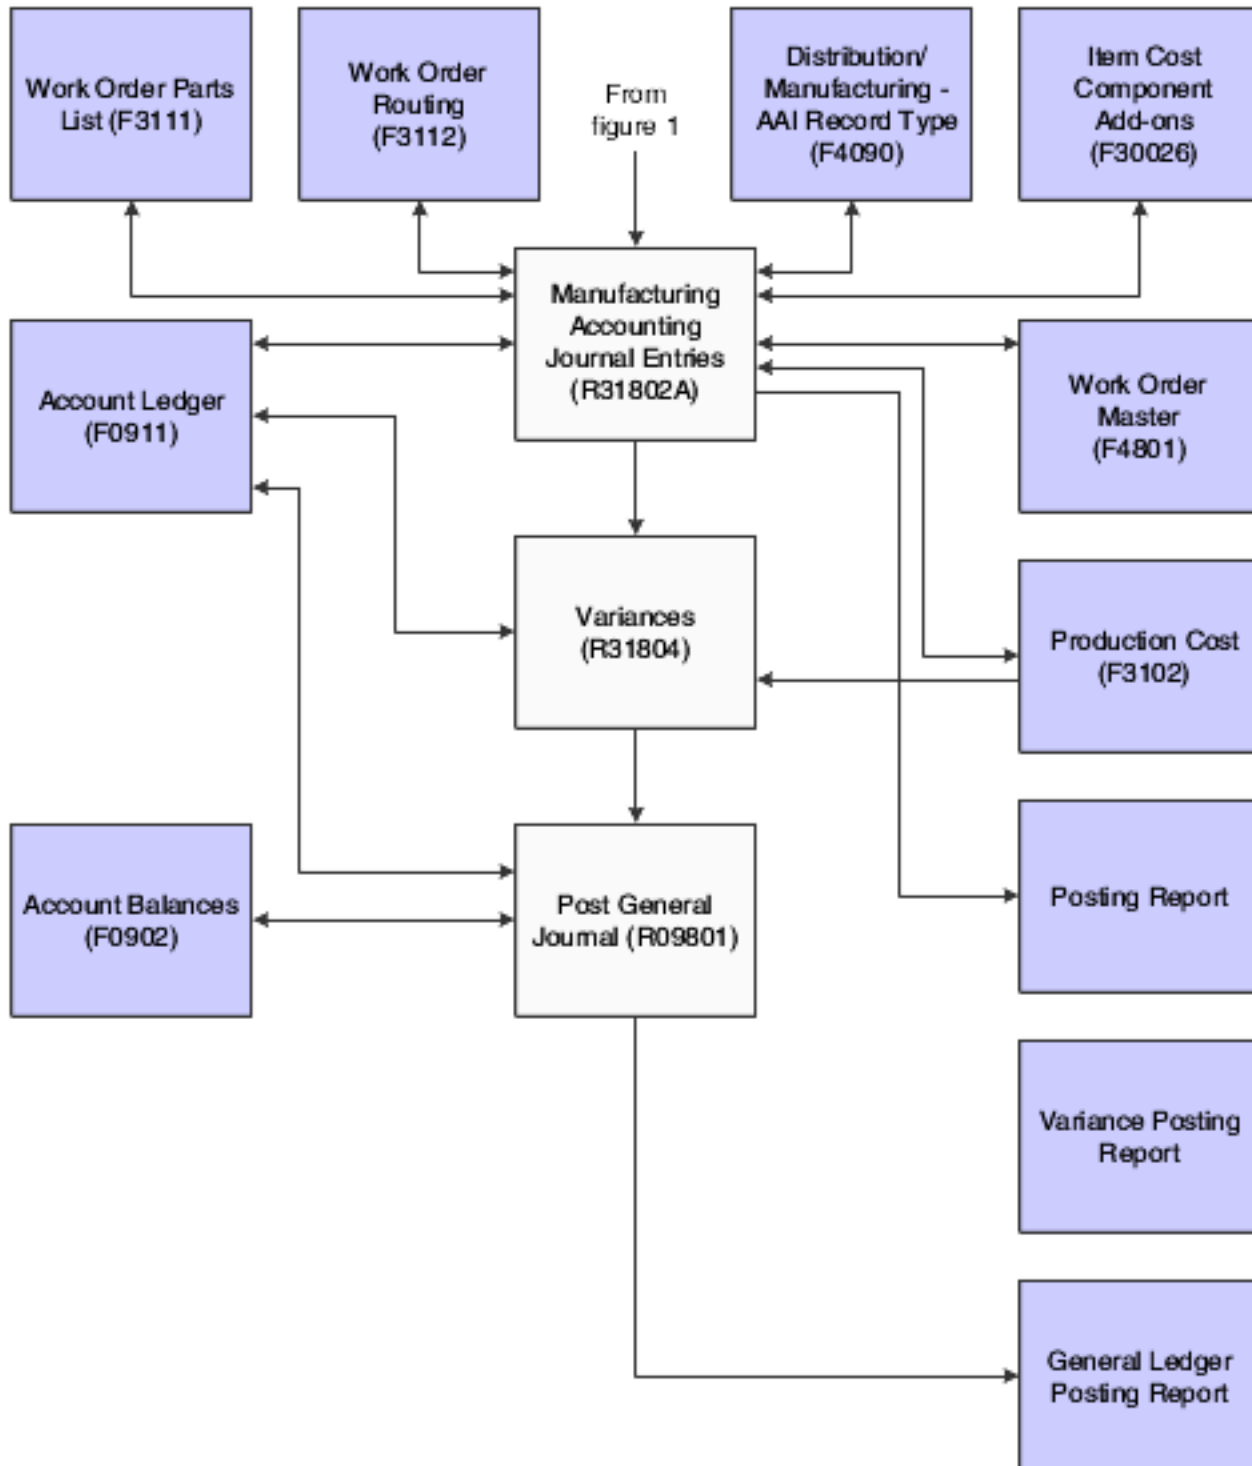 Work Order Parts
List (F3111)
Work Order
Routing
(F3112)
From
figure 1
Distribution/
Manufacturing -
AAI Record Type
(F4090)
Item Cost
Component
Add-ons
(F30026)
Manufacturing
Accounting
Journal Entries
(R31802A)
Account Ledger
(F0911)
Work Order
Master
(F4801)
Variances
(R31804)
Production Cost
(F3102)
Account Balances
(F0902)
Post General
Journal (R09801)
Posting Report
Variance Posting
Report
General Ledger
Posting Report